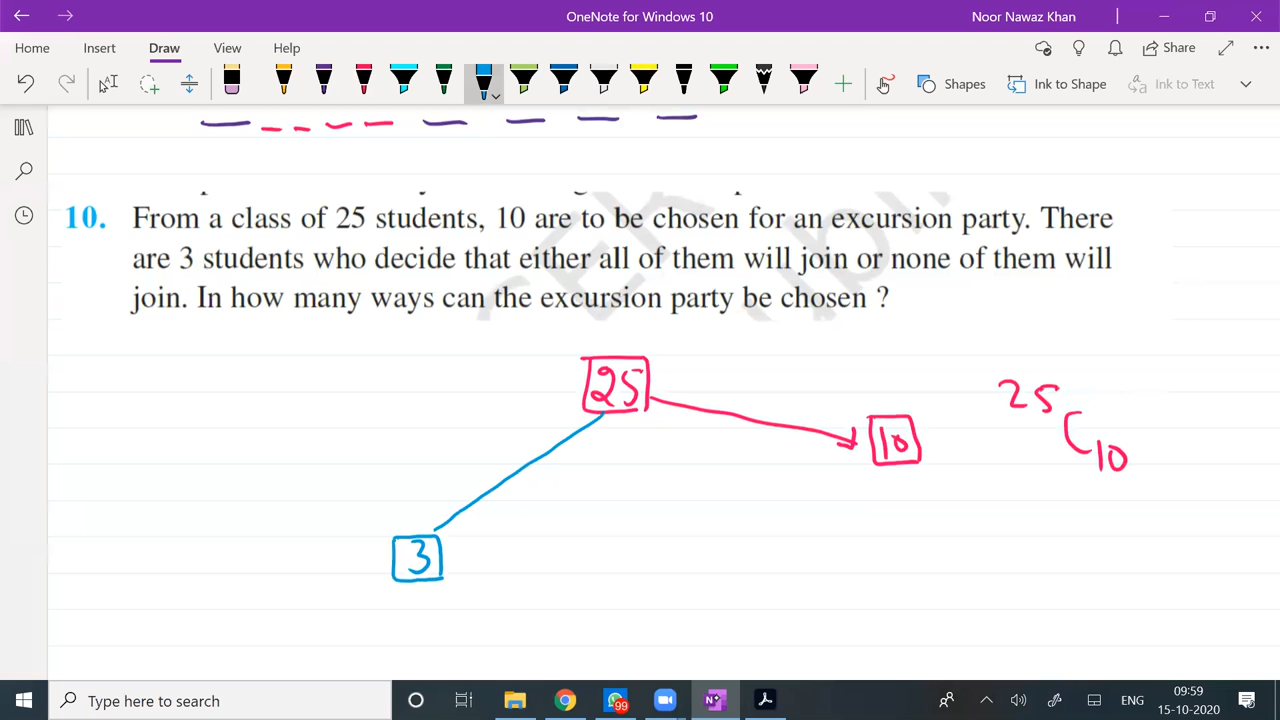 OneNote for Windows 10
Noor Nawaz Khan
Home Insert Draw View Help
Share
Shapes Ink to Shape Ink to Text
10. From a class of 25 students, 10 are to be chosen for an excursion party. There
are 3 students who decide that either all of them will join or none of them will
join. In how many ways can the excursion party be chosen ?
25
10
25
C
10
3
Type here to search
99
ENG
09:59
15-10-2020